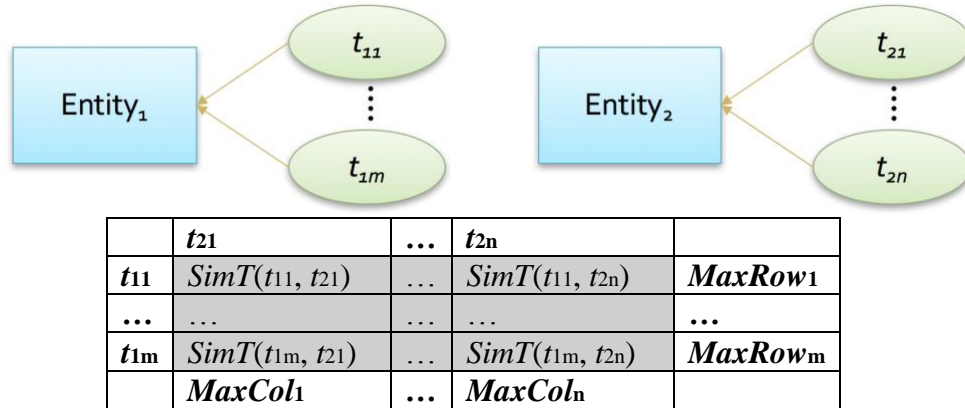 t11 t21
Entity1 Entity2
t1m t2n
t21 … t2n
t11 SimT(t11, t21) … SimT(t11, t2n) MaxRow1
… … … … …
t1m SimT(t1m, t21) … SimT(t1m, t2n) MaxRowm
MaxCol1 … MaxColn